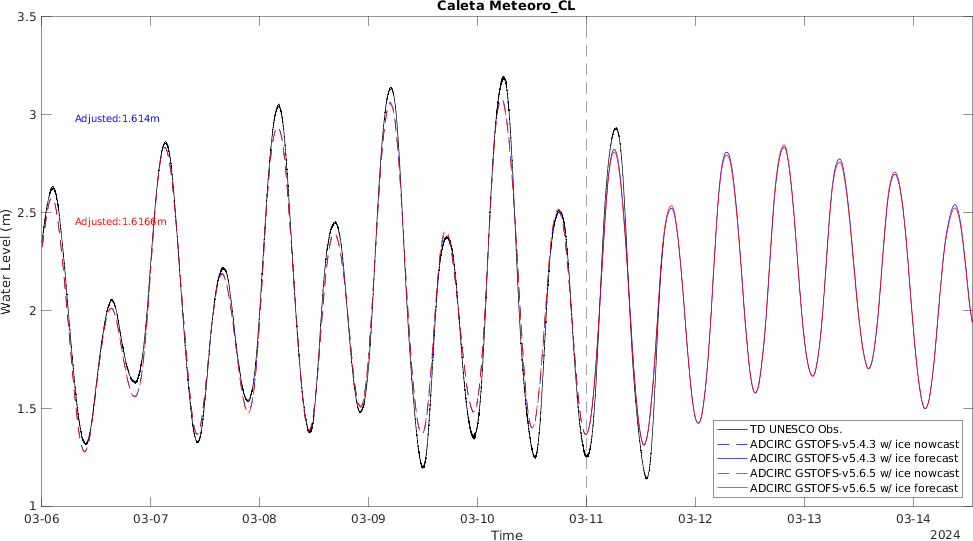 Caleta Meteoro_CL
3.5
3
2.5
2
1.5
1
Water Level (m)
Adjusted:1.614m
Adjusted:1.6166m
TD UNESCO Obs.
ADCIRC GSTOFS-v5.4.3 w/ ice nowcast
ADCIRC GSTOFS-v5.4.3 w/ ice forecast
ADCIRC GSTOFS-v5.6.5 w/ ice nowcast
ADCIRC GSTOFS-v5.6.5 w/ ice forecast
03-06 03-07 03-08 03-09 03-10 03-11 03-12 03-13 03-14
Time
2024